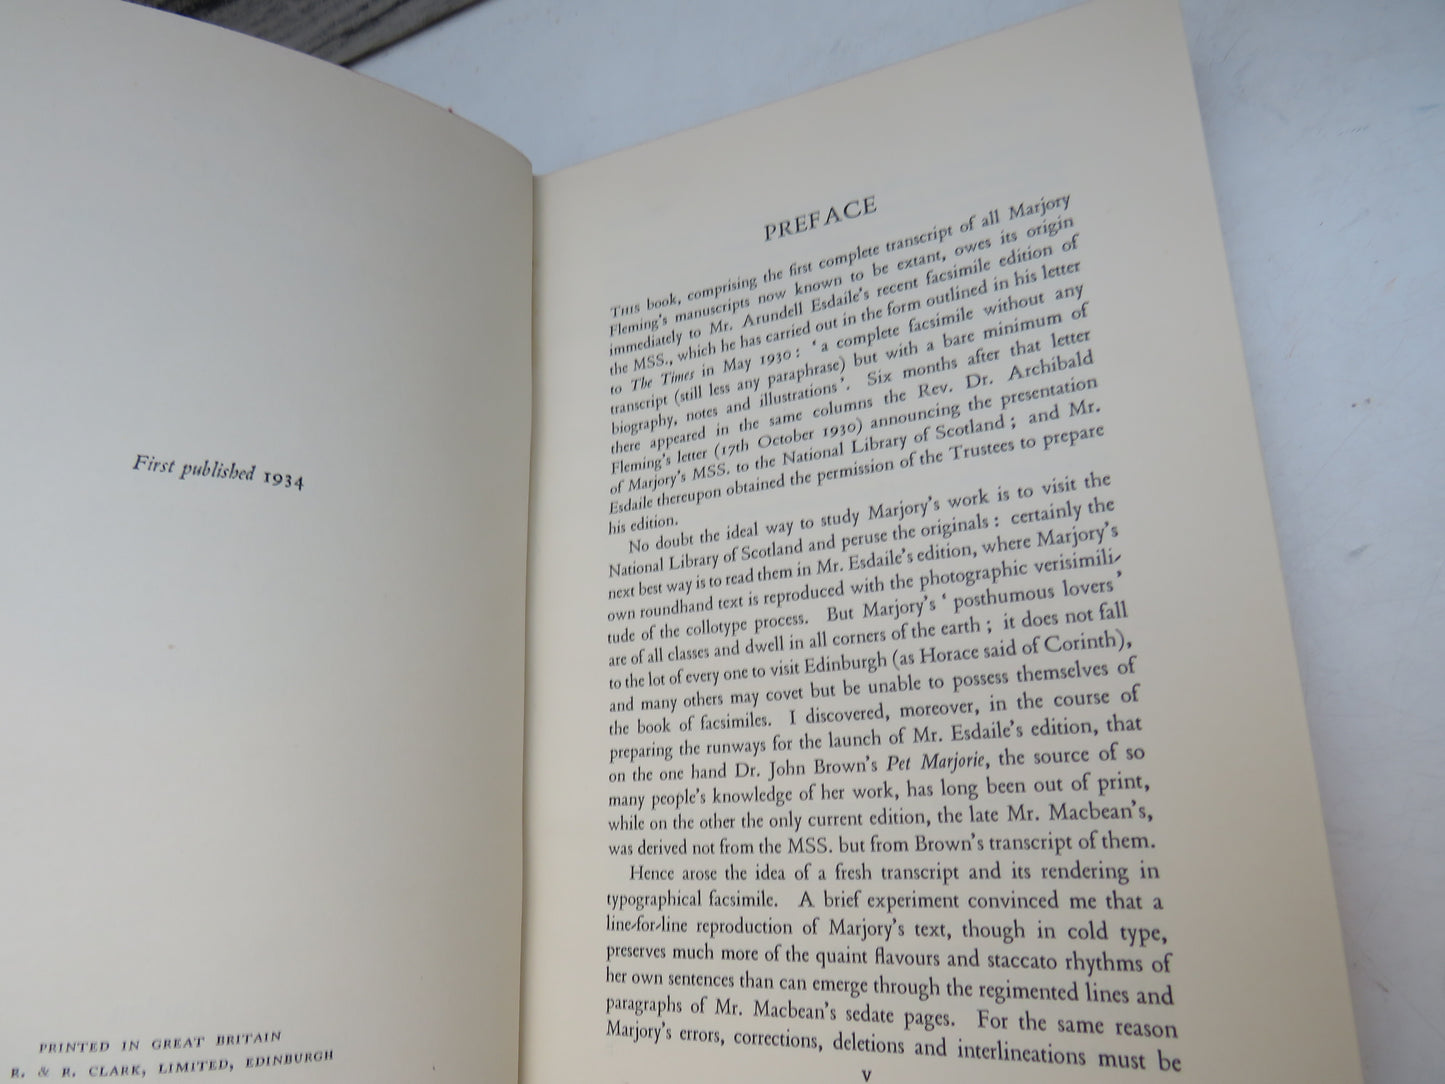 First published 1934
PRINTED IN GREAT BRITAIN
R. & R. CLARK, LIMITED, EDINBURGH
PREFACE
THIS book, comprising the first complete transcript of all Marjory
Fleming's manuscripts now known to be extant, owes its origin
immediately to Mr. Arundell Esdaile's recent facsimile edition of
the MSS., which he has carried out in the form outlined in his letter
to The Times in May 1930: 'a complete facsimile without any
transcript (still less any paraphrase) but with a bare minimum of
biography, notes and illustrations'. Six months after that letter
there appeared in the same columns the Rev. Dr. Archibald
Fleming's letter (17th October 1930) announcing the presentation
of Marjory's MSS. to the National Library of Scotland; and Mr.
Esdaile thereupon obtained the permission of the Trustees to prepare
his edition.
No doubt the ideal way to study Marjory's work is to visit the
National Library of Scotland and peruse the originals: certainly the
next best way is to read them in Mr. Esdaile's edition, where Marjory's
own roundhand text is reproduced with the photographic verisimili-
tude of the collotype process. But Marjory's 'posthumous lovers'
are of all classes and dwell in all corners of the earth; it does not fall
to the lot of every one to visit Edinburgh (as Horace said of Corinth),
and many others may covet but be unable to possess themselves of
the book of facsimiles. I discovered, moreover, in the course of
preparing the runways for the launch of Mr. Esdaile's edition, that
on the one hand Dr. John Brown's Pet Marjorie, the source of so
many people's knowledge of her work, has long been out of print,
while on the other the only current edition, the late Mr. Macbean's,
was derived not from the MSS. but from Brown's transcript of them.
Hence arose the idea of a fresh transcript and its rendering in
typographical facsimile. A brief experiment convinced me that a
line-for-line reproduction of Marjory's text, though in cold type,
preserves much more of the quaint flavours and staccato rhythms of
her own sentences than can emerge through the regimented lines and
paragraphs of Mr. Macbean's sedate pages. For the same reason
Marjory's errors, corrections, deletions and interlineations must be
v